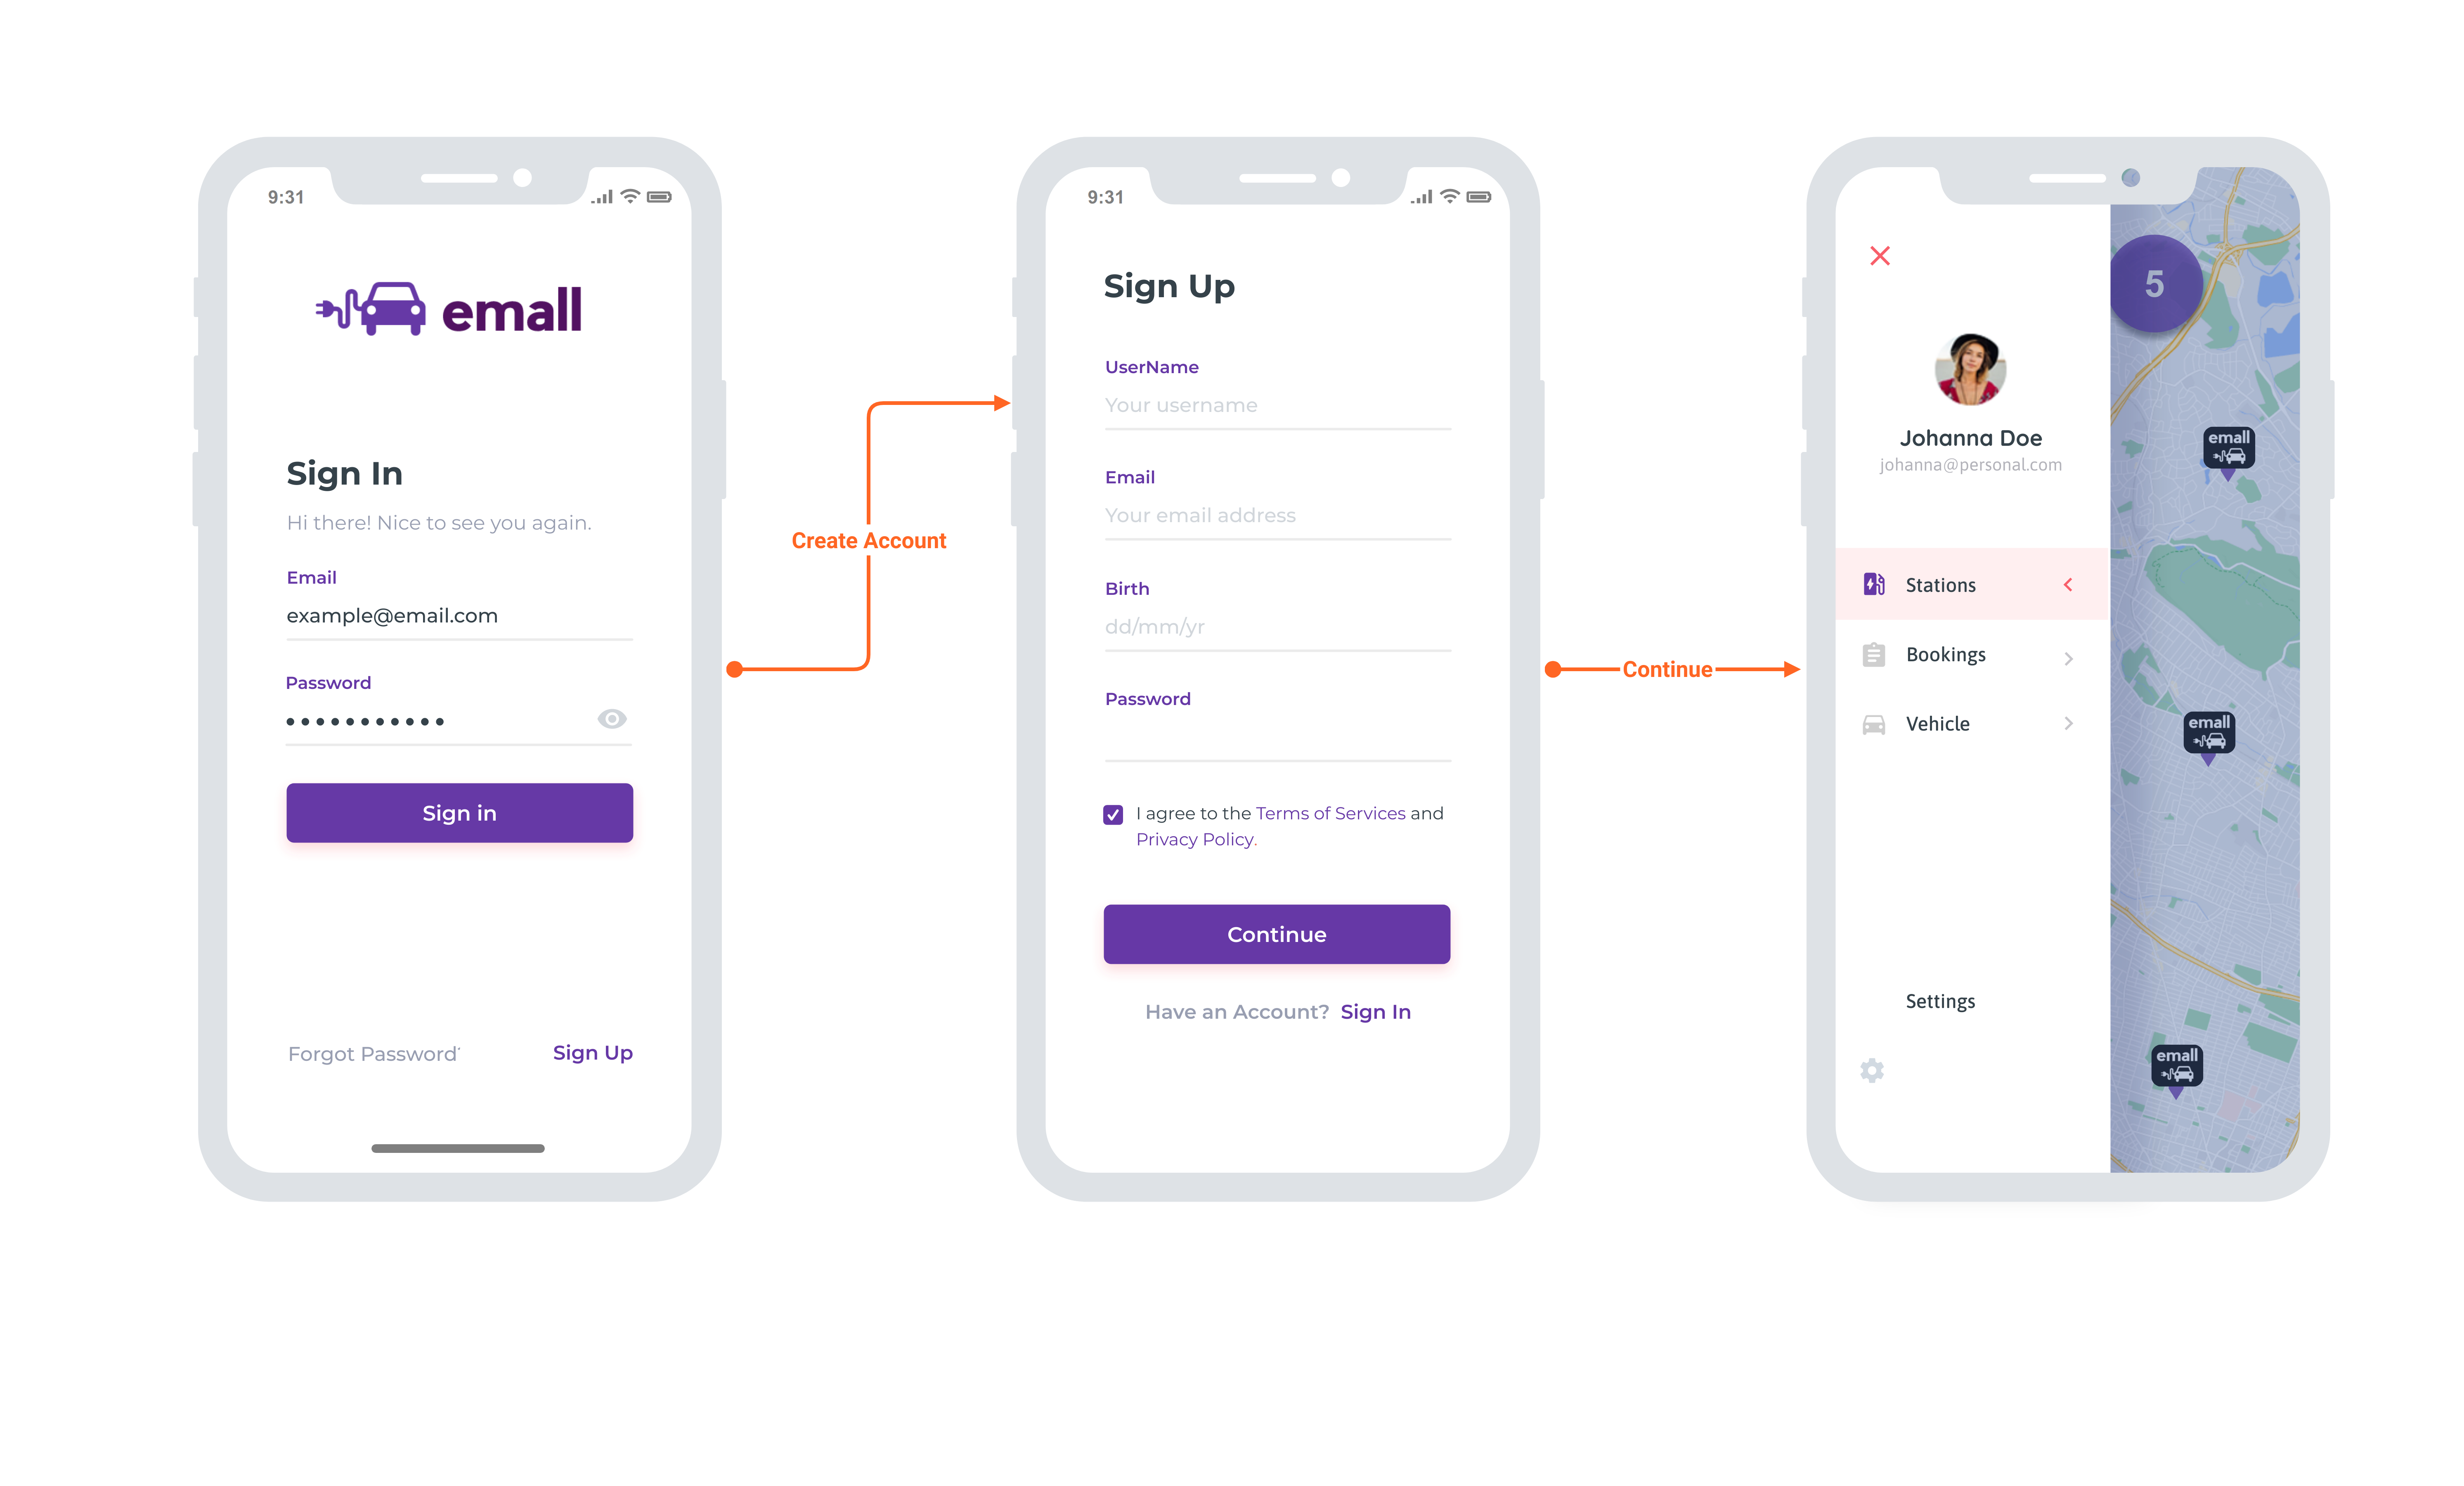 9:31
emall
Sign In
Hi there! Nice to see you again.
Email
example@email.com
Password
Sign in
Forgot Password?
Sign Up
Create Account
9:31
Sign Up
UserName
Your username
Email
Your email address
Birth
dd/mm/yr
Password
I agree to the Terms of Services and
Privacy Policy.
Continue
Have an Account? Sign In
Continue
Johanna Doe
johanna@personal.com
Stations
Bookings
Vehicle
Settings
5
emall
emall
emall